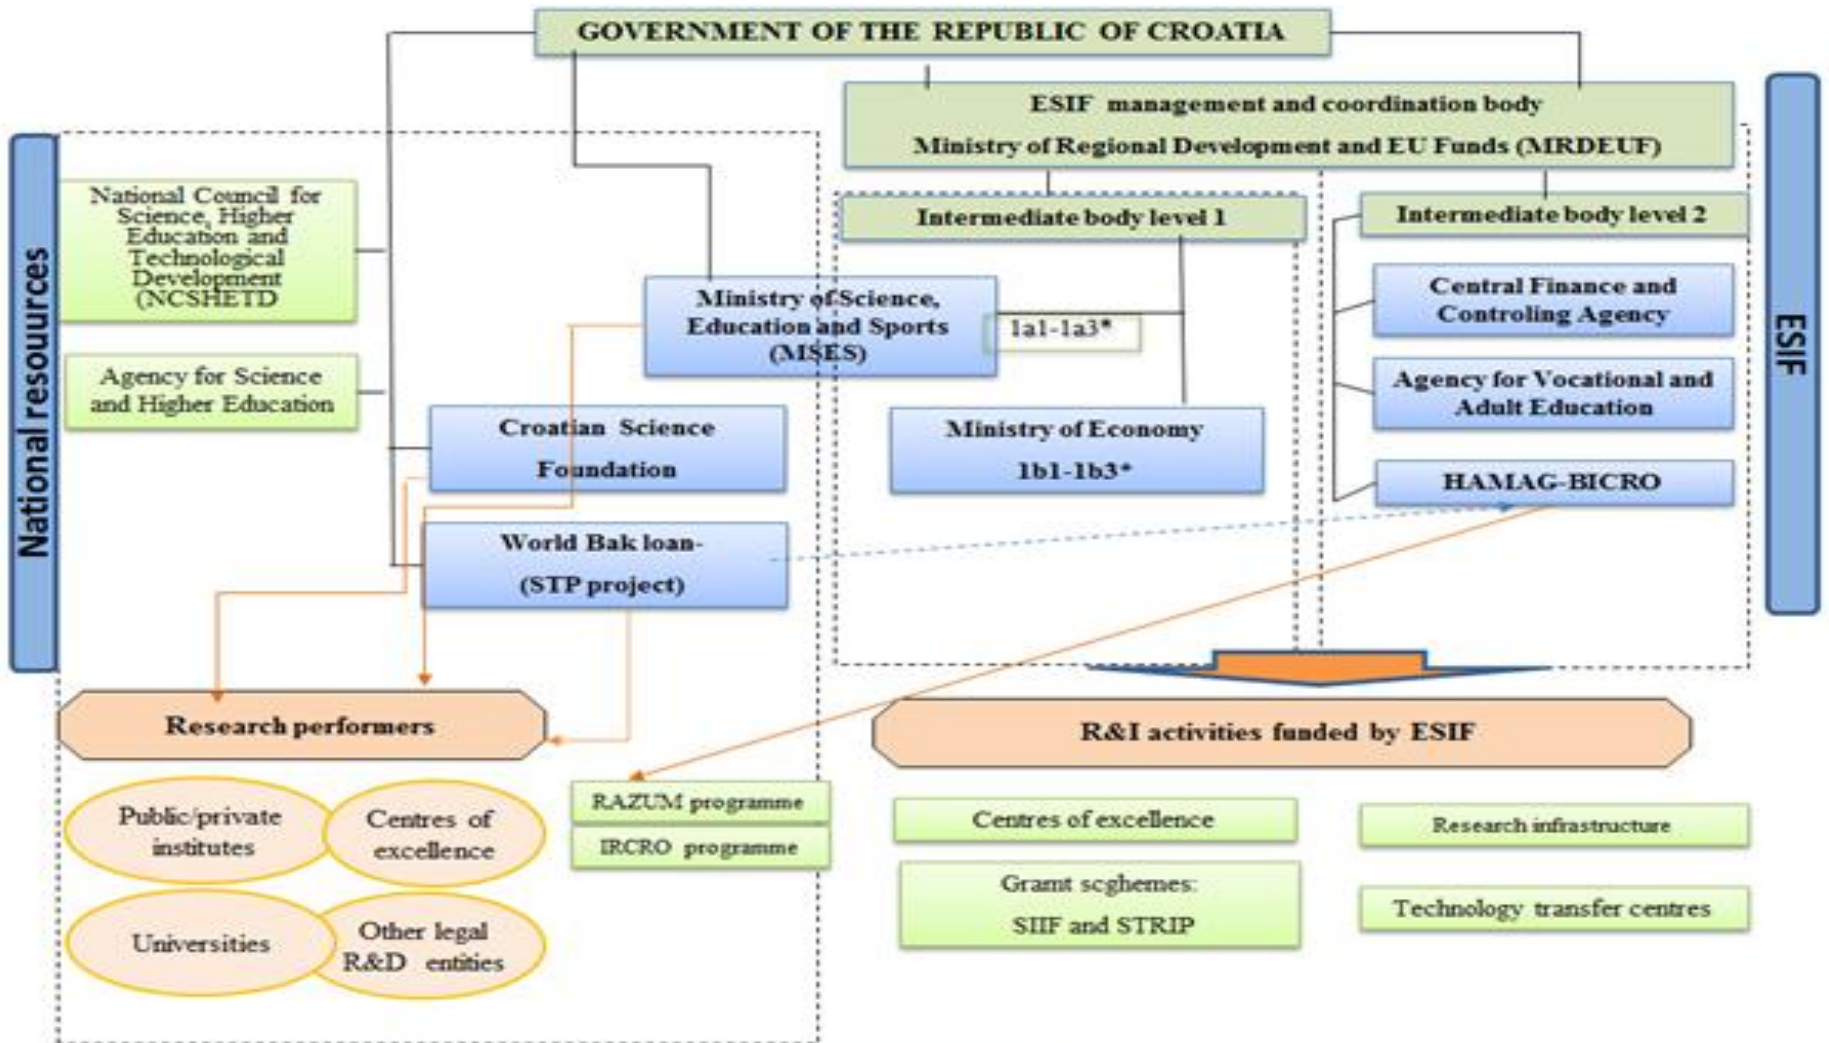 GOVERNMENT OF THE REPUBLIC OF CROATIA
ESIF management and coordination body
Ministry of Regional Development and EU Funds (MRDEUF)
National resources
National Council for
Science, Higher
Education and
Technological
Development
(NCSHETD
Agency for Science
and Higher Education
Ministry of Science,
Education and Sports
(MSES)
1a1-1a3*
Croatian Science
Foundation
World Bak loan-
(STP project)
Intermediate body level 1
Ministry of Economy
1b1-1b3*
Intermediate body level 2
Central Finance and
Controling Agency
Agency for Vocational and
Adult Education
HAMAG-BICRO
ESIF
Research performers
Public/private
institutes
Centres of
excellence
Universities
Other legal
R&D entities
RAZUM programme
IRCRO programme
R&I activities funded by ESIF
Centres of excellence
Gramt scghemes:
SIIF and STRIP
Research infrastructure
Technology transfer centres